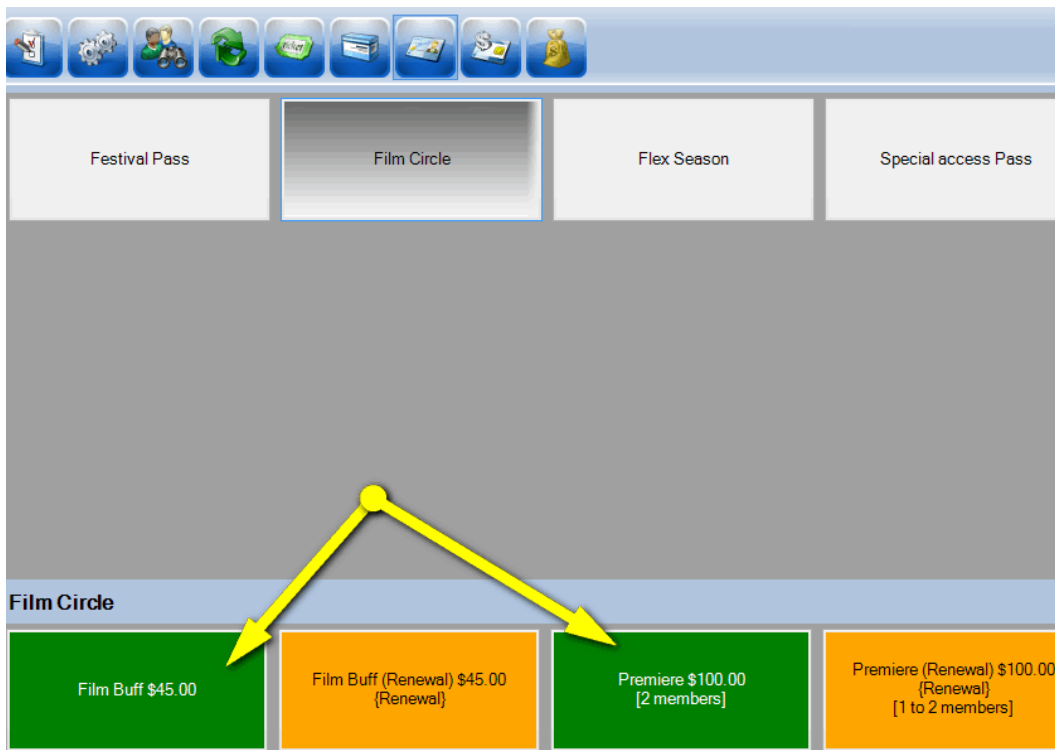 ticket
Festival Pass
Film Circle
Flex Season
Special access Pass
Film Circle
Film Buff $45.00
Film Buff (Renewal) $45.00
{Renewal}
Premiere $100.00
[2 members]
Premiere (Renewal) $100.00
{Renewal}
[1 to 2 members]